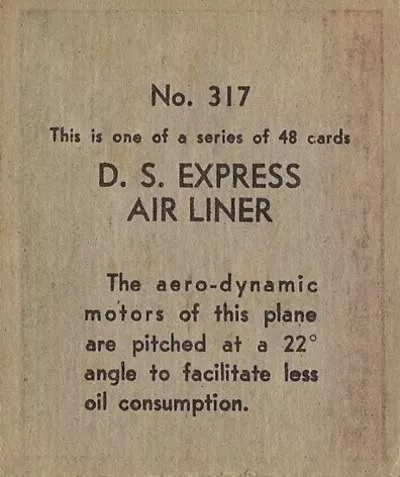 No. 317
This is one of a series of 48 cards
D. S. EXPRESS
AIR LINER
The aero-dynamic
motors of this plane
are pitched at a 22°
angle to facilitate less
oil consumption.